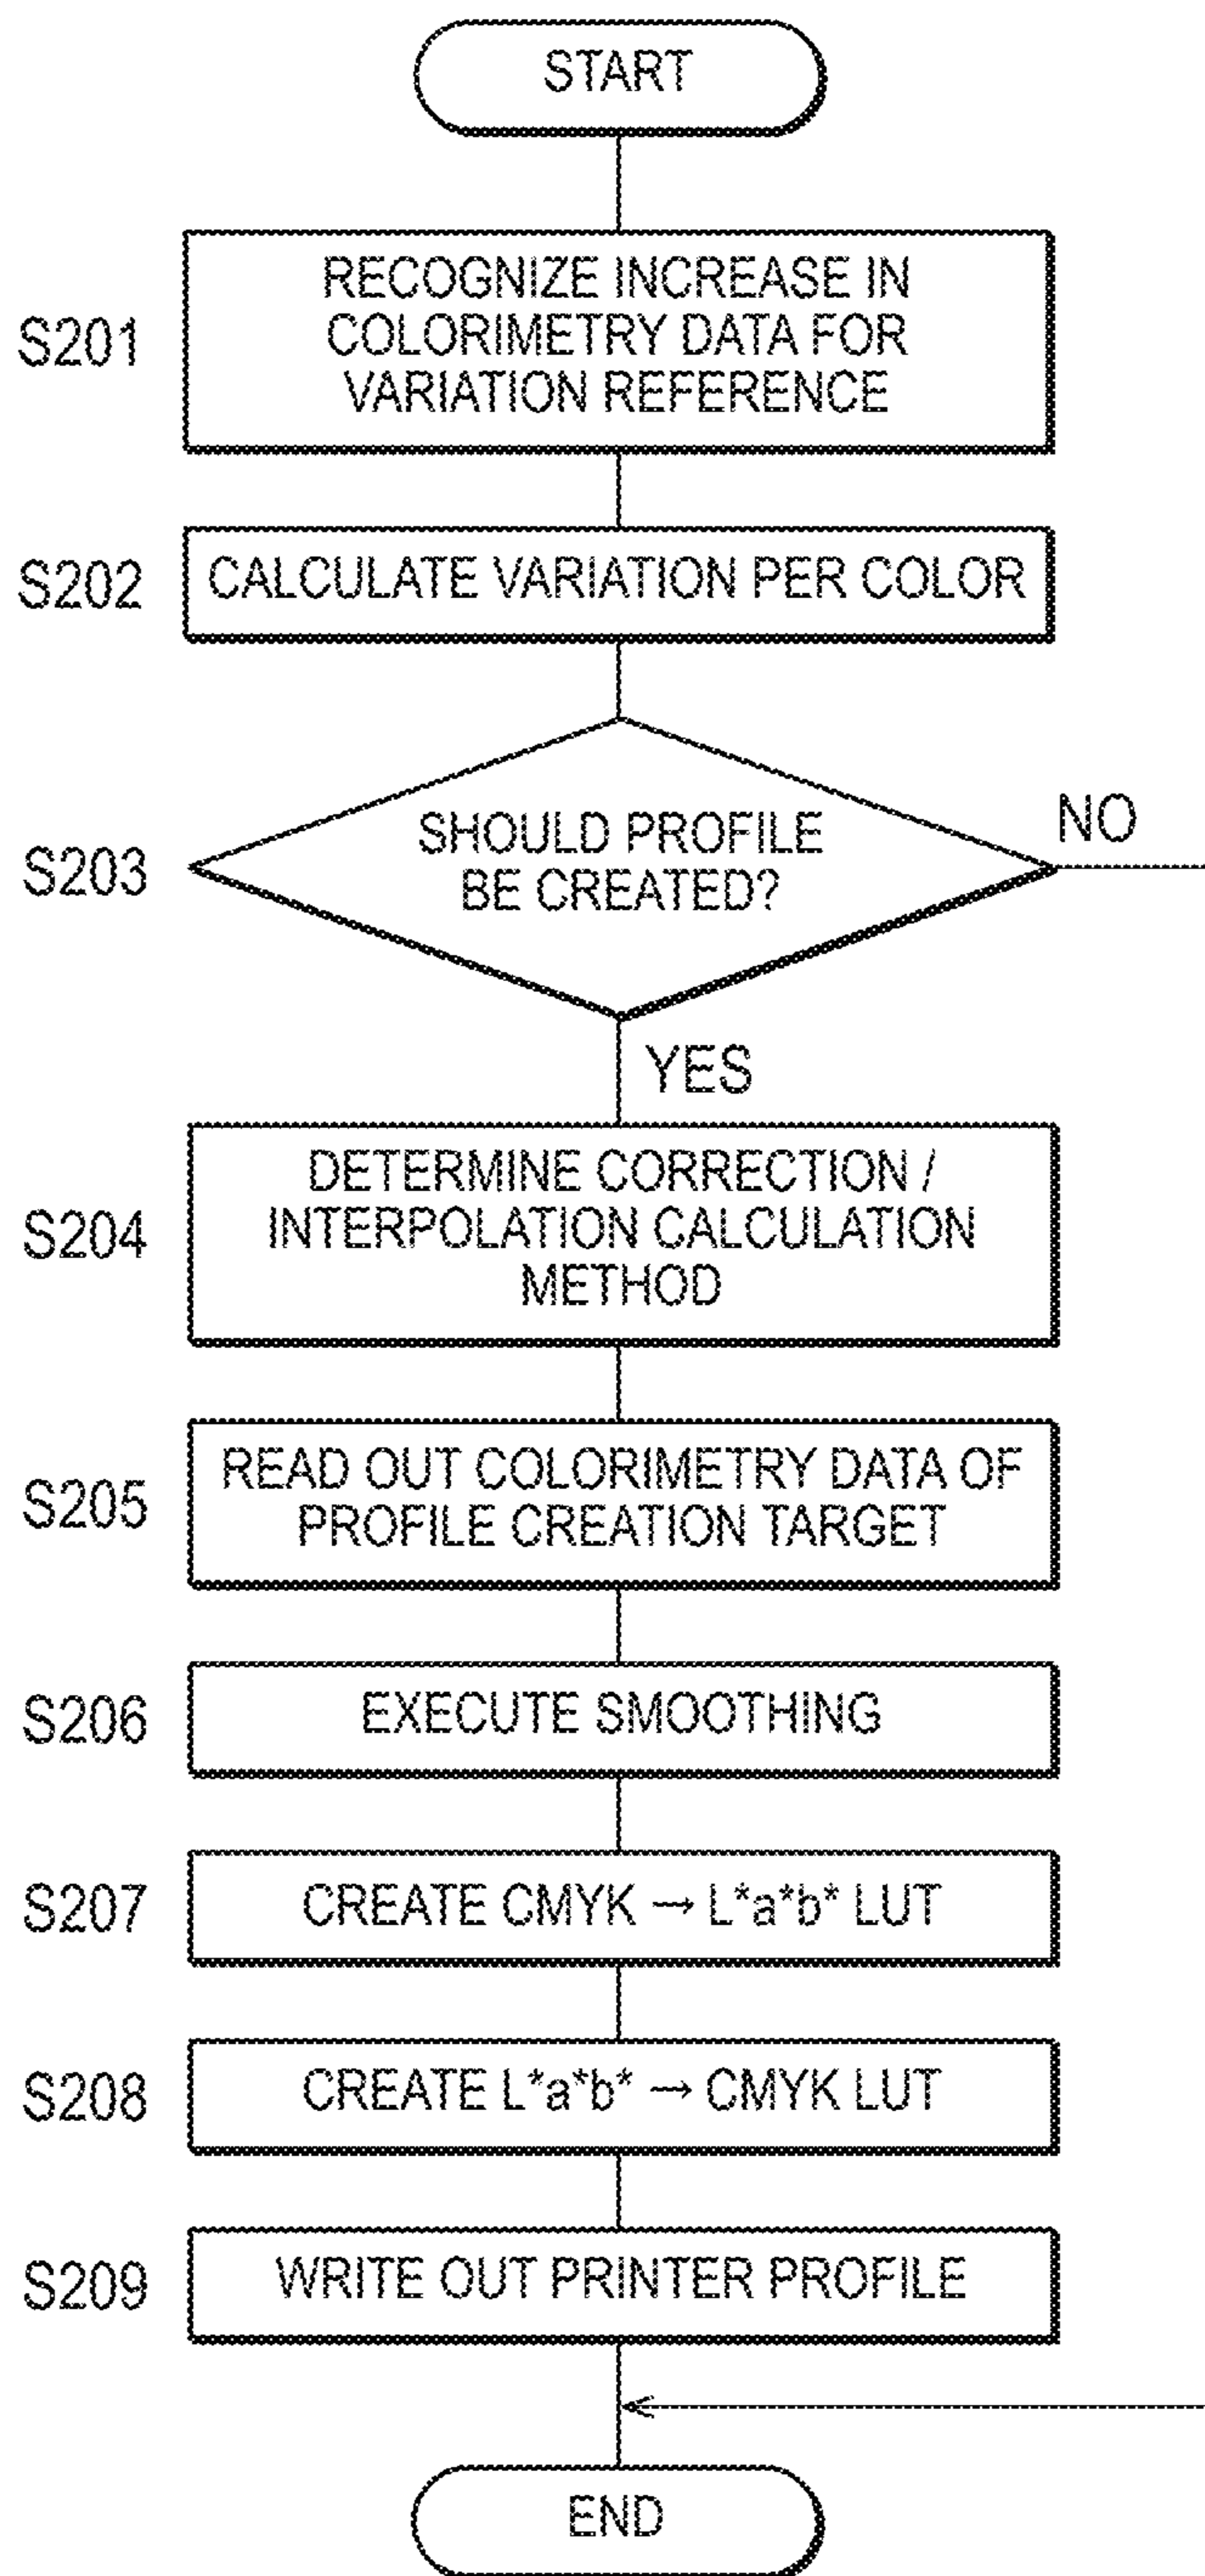 START
S201
RECOGNIZE INCREASE IN
COLORIMETRY DATA FOR
VARIATION REFERENCE
S202
CALCULATE VARIATION PER COLOR
S203
SHOULD PROFILE
BE CREATED?
NO
YES
S204
DETERMINE CORRECTION /
INTERPOLATION CALCULATION
METHOD
S205
READ OUT COLORIMETRY DATA OF
PROFILE CREATION TARGET
S206
EXECUTE SMOOTHING
S207
CREATE CMYK → L*a*b* LUT
S208
CREATE L*a*b* → CMYK LUT
S209
WRITE OUT PRINTER PROFILE
END